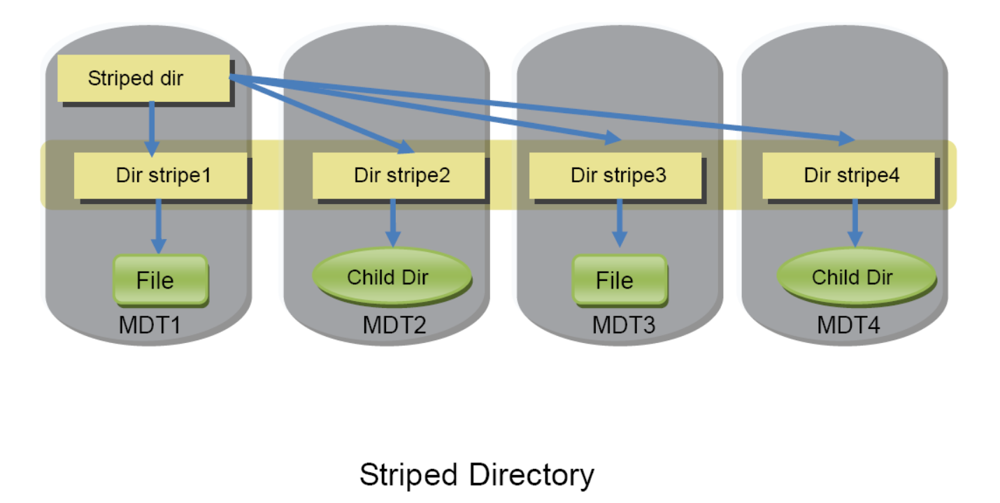 Striped dir
Dir stripe1
Dir stripe2
Dir stripe3
Dir stripe4
File
Child Dir
File
Child Dir
MDT1
MDT2
MDT3
MDT4
Striped Directory